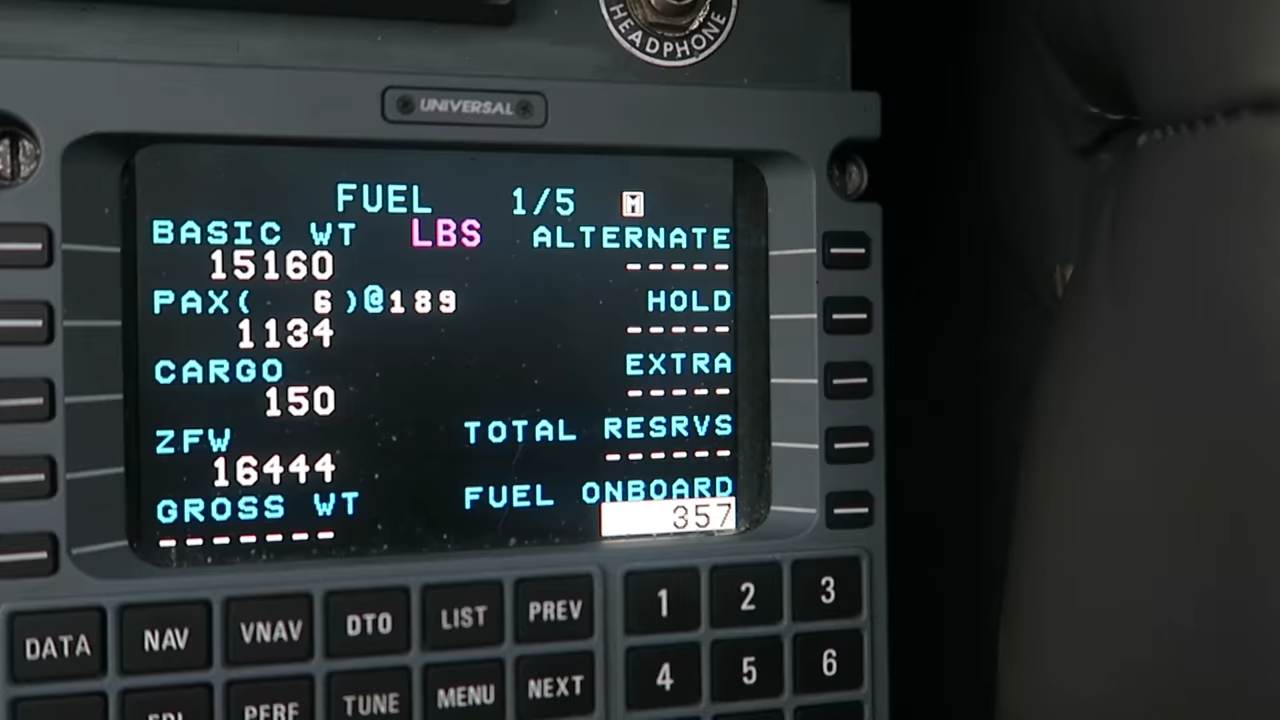 HEADPHONE
UNIVERSAL
FUEL 1/5 M
BASIC WT LBS ALTERNATE
15160 -----
PAX( 6)@189 HOLD
1134 -----
CARGO EXTRA
150 -----
ZFW TOTAL RESRVS
16444 ------
GROSS WT FUEL ONBOARD
------- 357
DATA NAV VNAV DTO LIST PREV 1 2 3
TUNE MENU NEXT 4 5 6